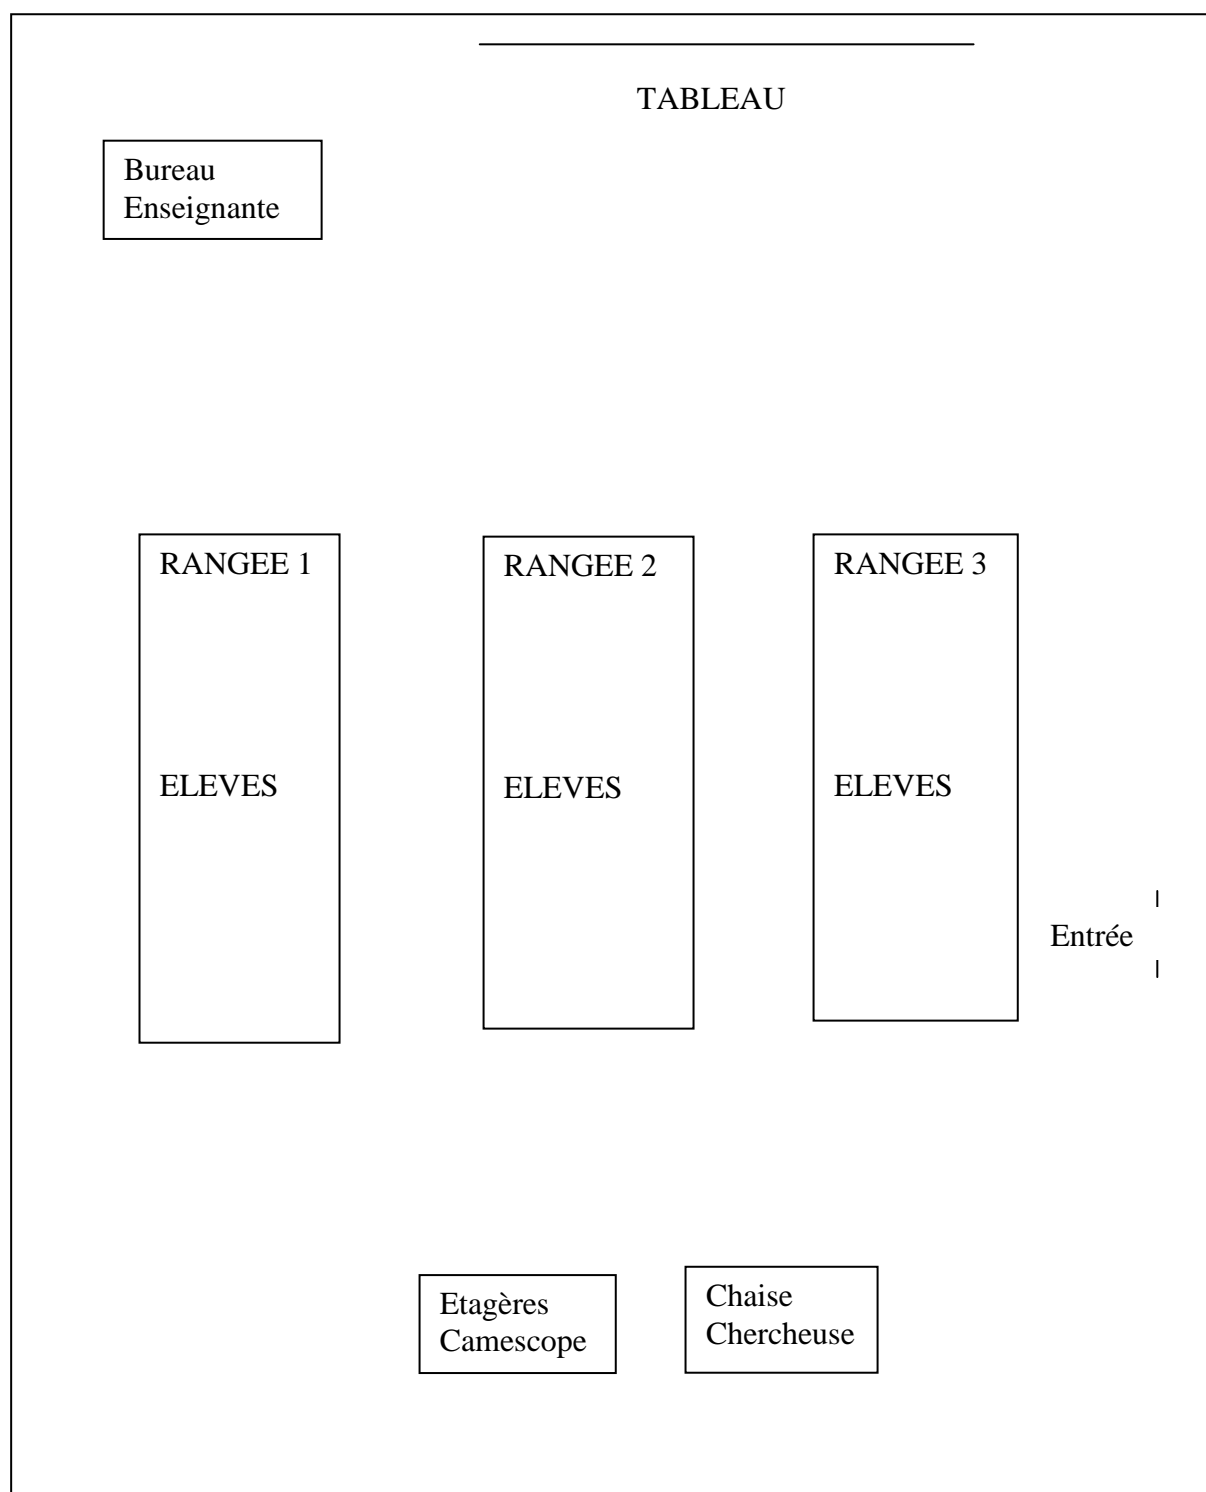 TABLEAU
Bureau
Enseignante
RANGEE 1
ELEVES
RANGEE 2
ELEVES
RANGEE 3
ELEVES
Entrée
Etagères
Camescope
Chaise
Chercheuse